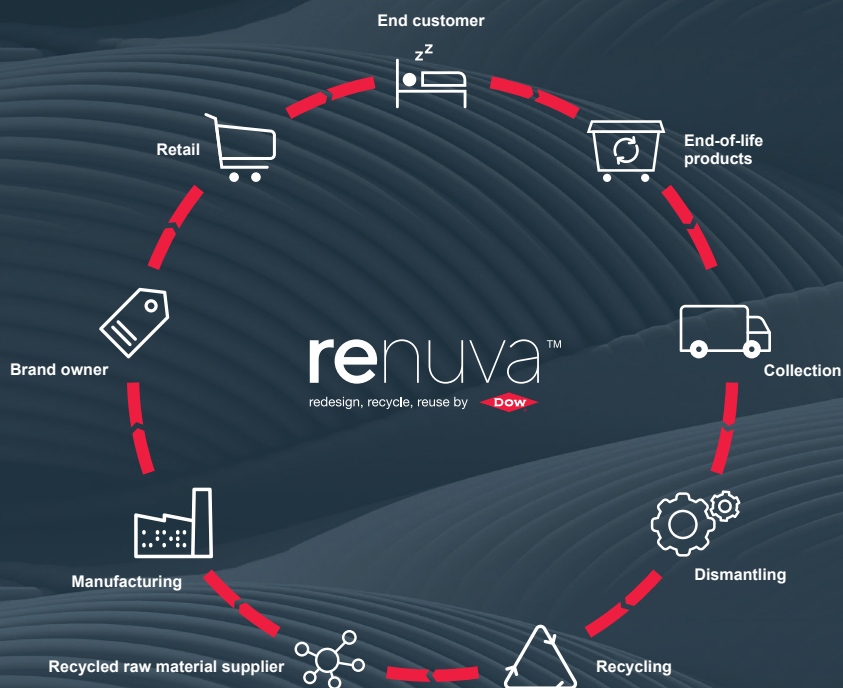 End customer
zZ
Retail
End-of-life
products
Brand owner
renuva™
redesign, recycle, reuse by Dow
Collection
Manufacturing
Dismantling
Recycled raw material supplier
Recycling